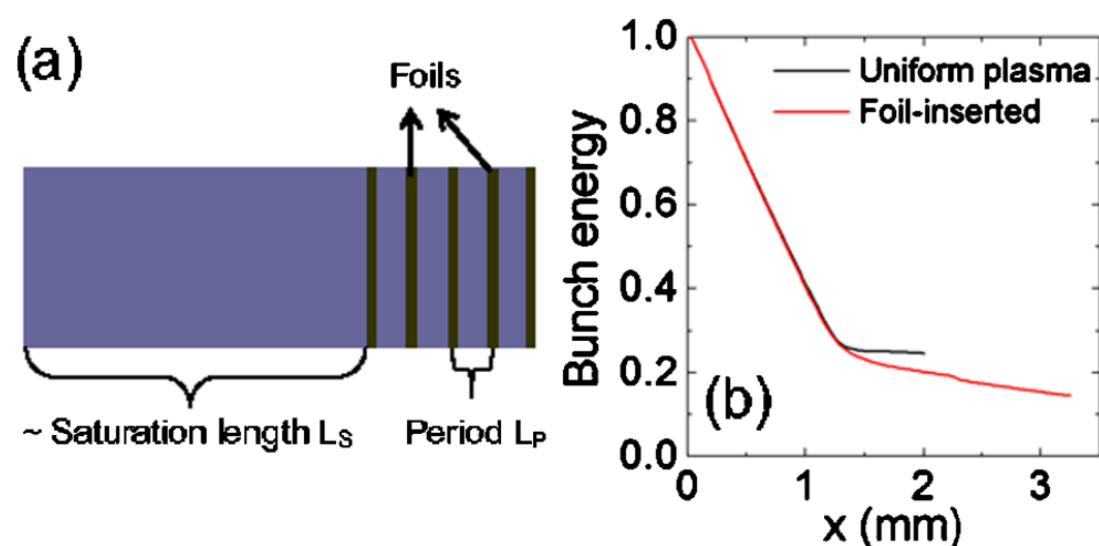 (a)
Foils
~ Saturation length Lₛ
Period Lₚ
Bunch energy
1.0
0.8
0.6
0.4
0.2
0.0
Uniform plasma
Foil-inserted
(b)
0 1 2 3
x (mm)